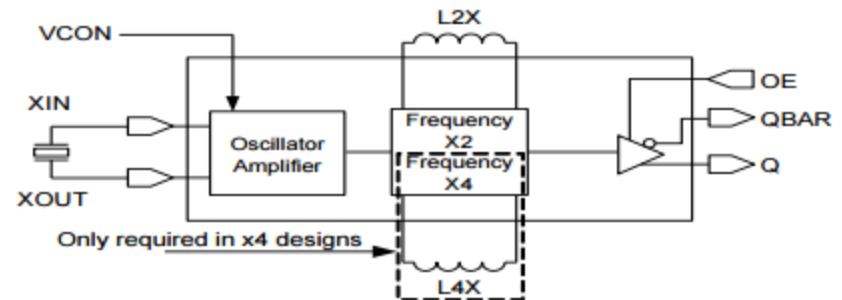 L2X
VCON
OE
XIN
Frequency
X2
QBAR
Oscillator
Amplifier
Frequency
X4
Q
XOUT
Only required in x4 designs
L4X